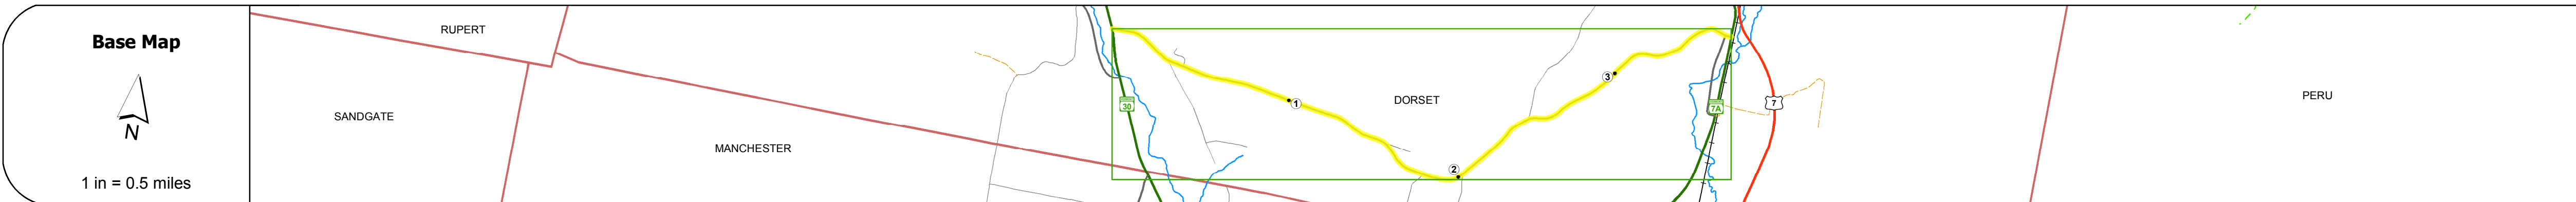 Base Map
N
1 in = 0.5 miles
RUPERT
SANDGATE
MANCHESTER
30
1
2
3
DORSET
7A
7
PERU